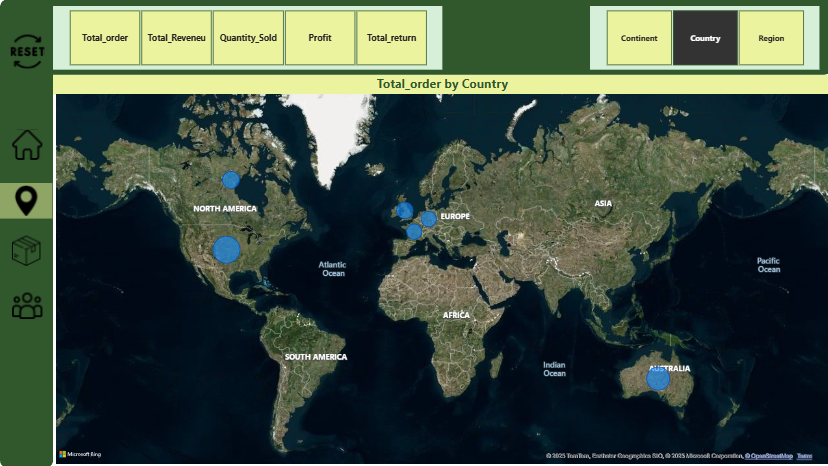 RESET
Total_order
Total_Reveneu
Quantity_Sold
Profit
Total_return
Continent
Country
Region
Total_order by Country
NORTH AMERICA
EUROPE
ASIA
Atlantic
Ocean
Pacific
Ocean
AFRICA
SOUTH AMERICA
Indian
Ocean
AUSTRALIA
Microsoft Bing
© 2025 TomTom, Earthstar Geographics SIO, © 2025 Microsoft Corporation, © OpenStreetMap Terms